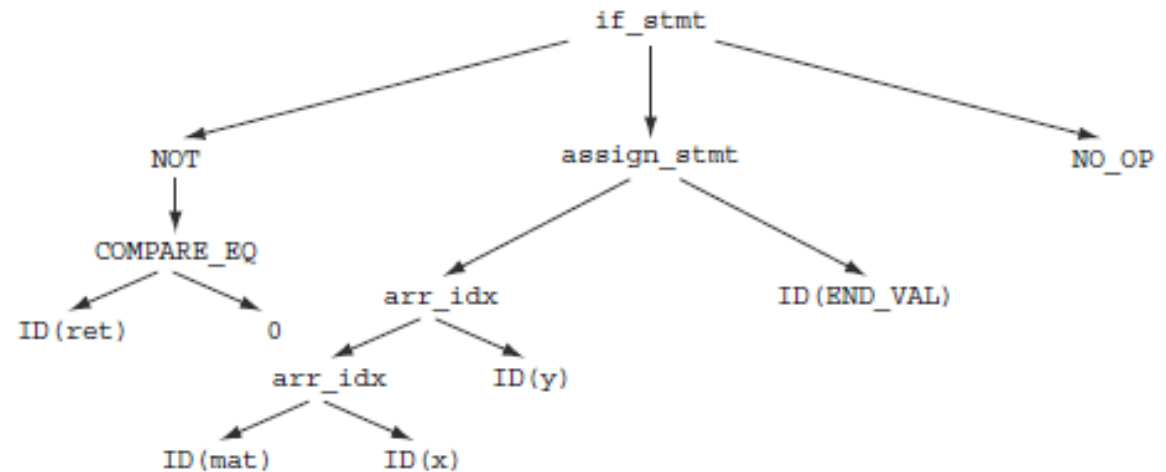 if_stmt
NOT
assign_stmt
NO_OP
COMPARE_EQ
arr_idx
ID(END_VAL)
ID(ret)
0
arr_idx
ID(y)
ID(mat)
ID(x)